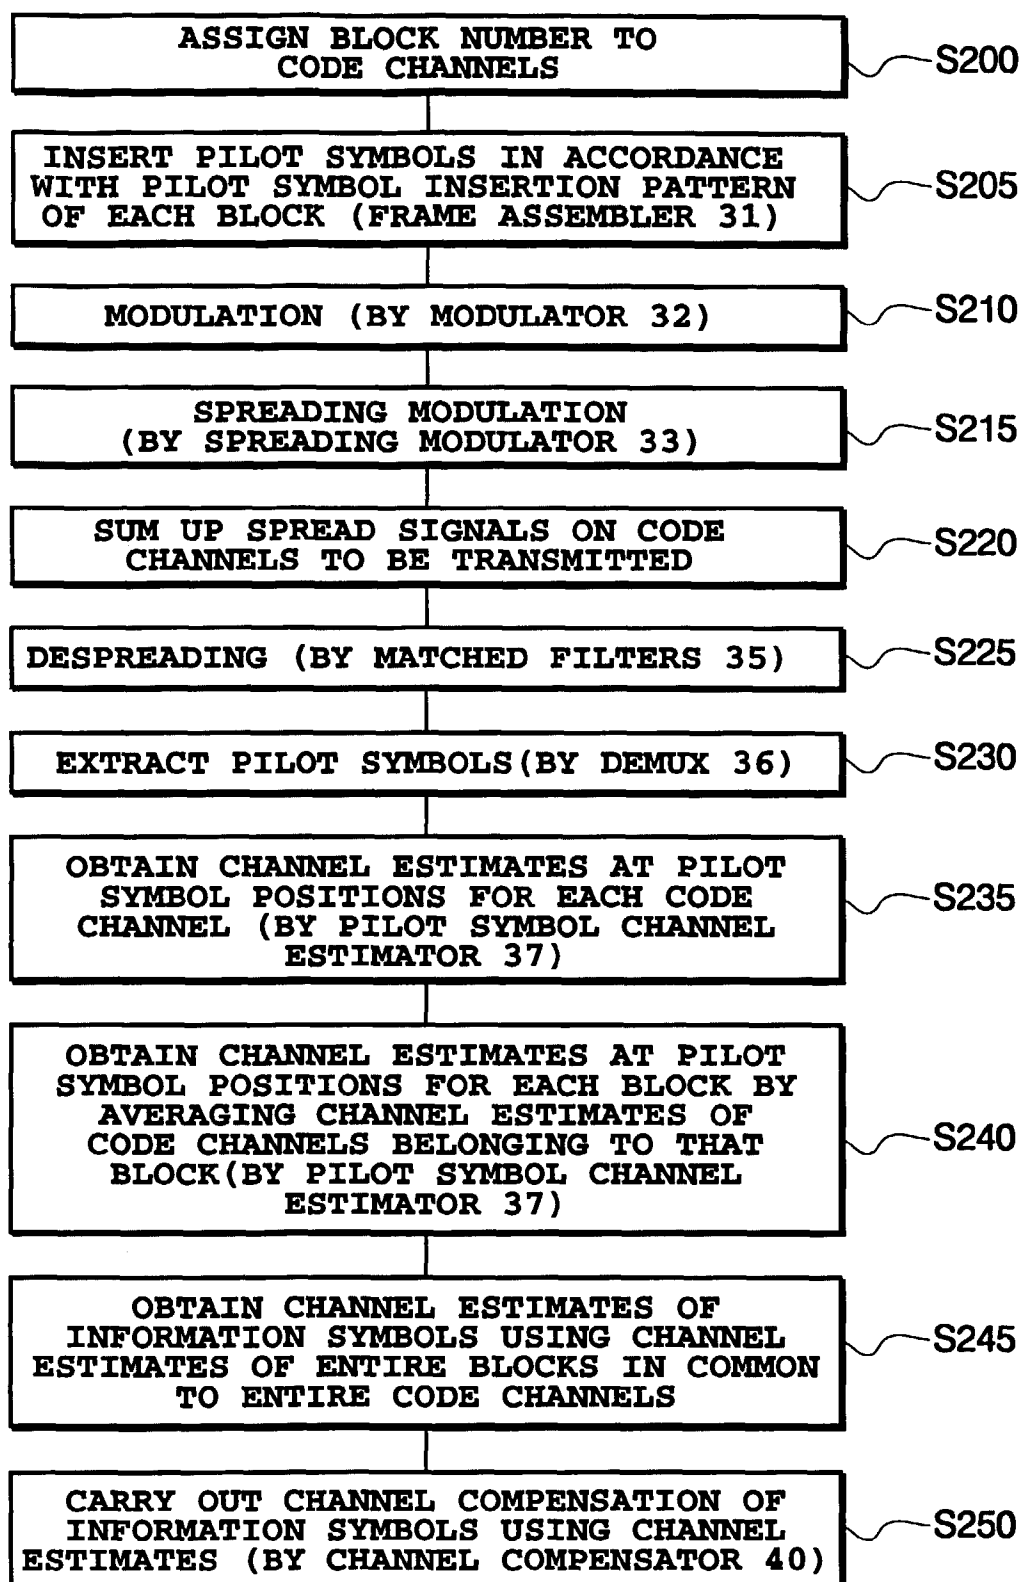 ASSIGN BLOCK NUMBER TO
CODE CHANNELS
S200
INSERT PILOT SYMBOLS IN ACCORDANCE
WITH PILOT SYMBOL INSERTION PATTERN
OF EACH BLOCK (FRAME ASSEMBLER 31)
S205
MODULATION (BY MODULATOR 32)
S210
SPREADING MODULATION
(BY SPREADING MODULATOR 33)
S215
SUM UP SPREAD SIGNALS ON CODE
CHANNELS TO BE TRANSMITTED
S220
DESPREADING (BY MATCHED FILTERS 35)
S225
EXTRACT PILOT SYMBOLS(BY DEMUX 36)
S230
OBTAIN CHANNEL ESTIMATES AT PILOT
SYMBOL POSITIONS FOR EACH CODE
CHANNEL (BY PILOT SYMBOL CHANNEL
ESTIMATOR 37)
S235
OBTAIN CHANNEL ESTIMATES AT PILOT
SYMBOL POSITIONS FOR EACH BLOCK BY
AVERAGING CHANNEL ESTIMATES OF
CODE CHANNELS BELONGING TO THAT
BLOCK(BY PILOT SYMBOL CHANNEL
ESTIMATOR 37)
S240
OBTAIN CHANNEL ESTIMATES OF
INFORMATION SYMBOLS USING CHANNEL
ESTIMATES OF ENTIRE BLOCKS IN COMMON
TO ENTIRE CODE CHANNELS
S245
CARRY OUT CHANNEL COMPENSATION OF
INFORMATION SYMBOLS USING CHANNEL
ESTIMATES (BY CHANNEL COMPENSATOR 40)
S250